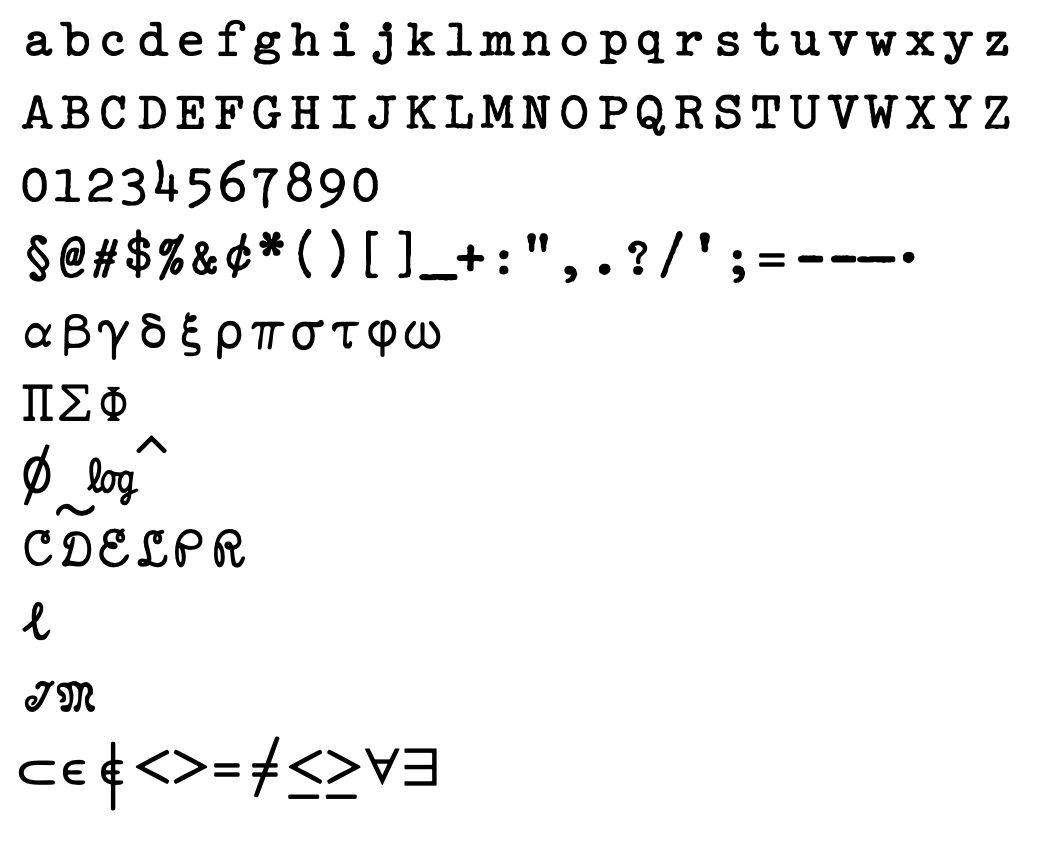 a b c d e f g h i j k l m n o p q r s t u v w x y z
A B C D E F G H I J K L M N O P Q R S T U V W X Y Z
0 1 2 3 4 5 6 7 8 9 0
§ @ # $ % & ¢ * ( ) [ ] _ + : " , . ? / ' ; = - – — ·
α β γ δ ξ ρ π σ τ φ ω
Π Σ Φ
Ø ~ log ^
C D ℰ ℒ P R
ℓ
ℐ 𝔐
⊂ ∈ ∉ < > = ≠ ≤ ≥ ∀ ∃